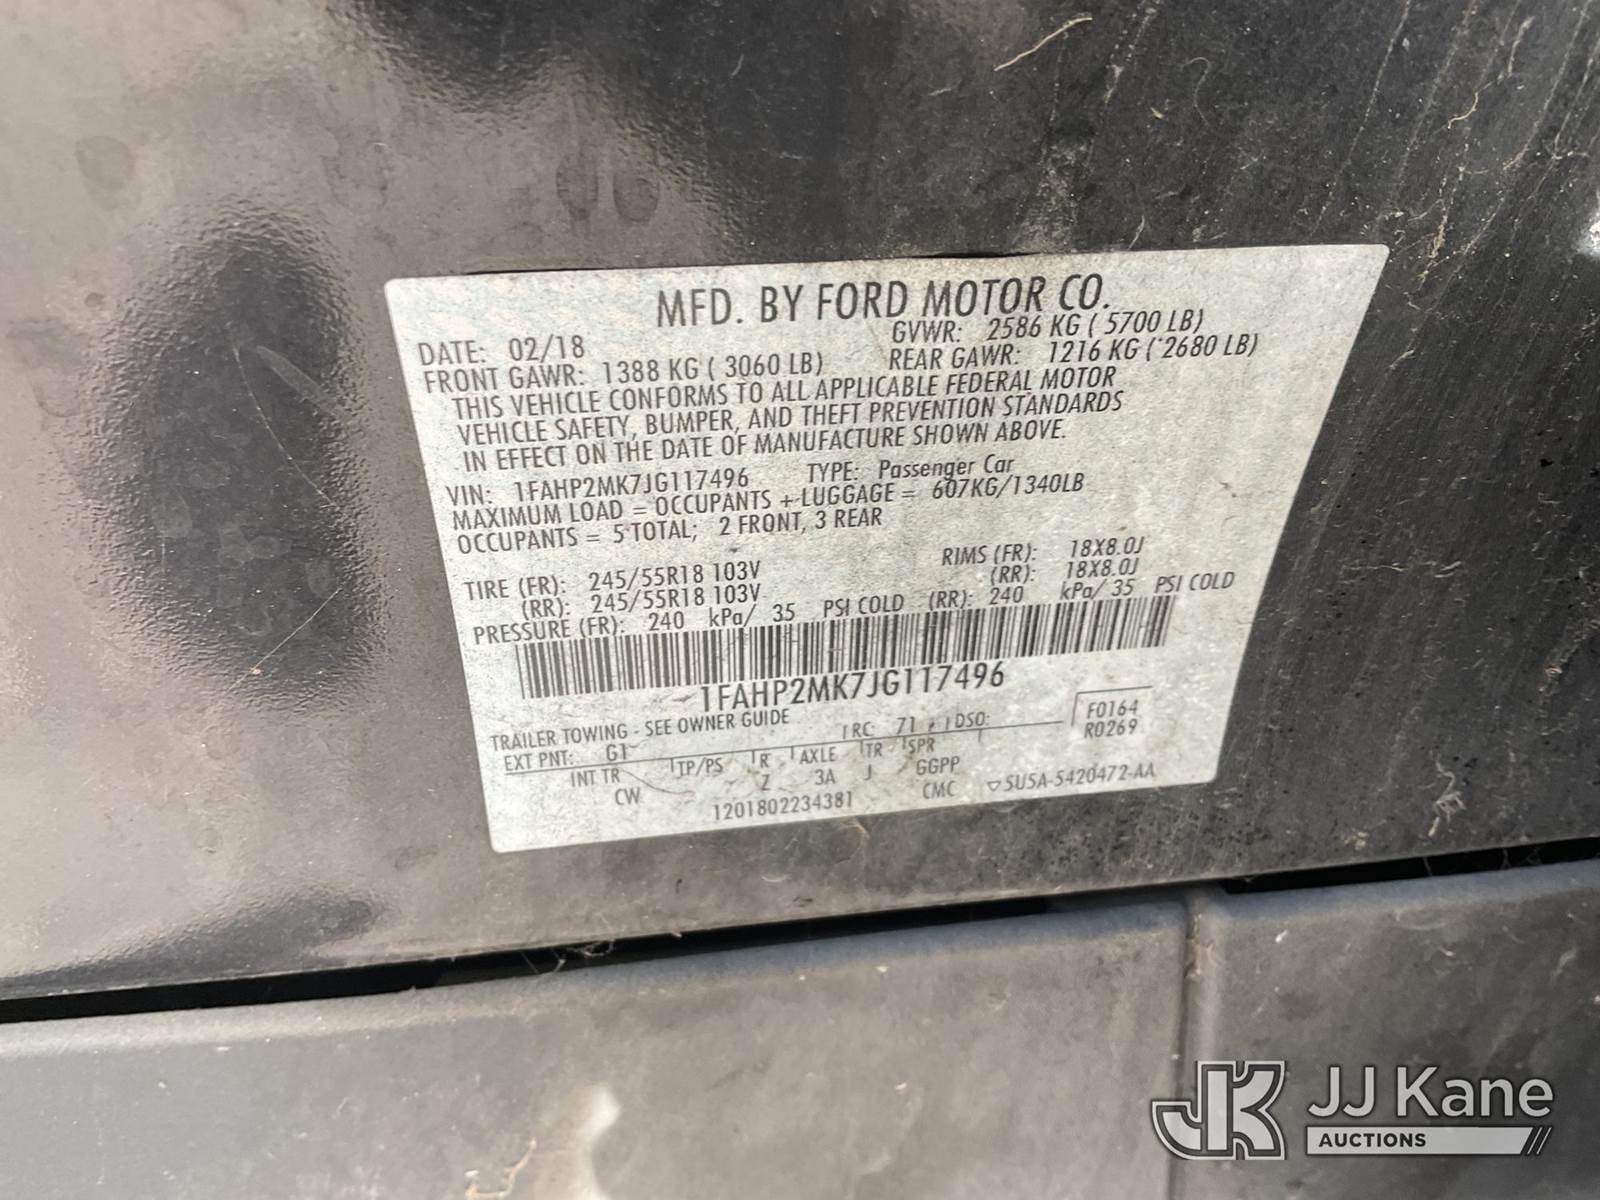 MFD. BY FORD MOTOR CO.
DATE: 02/18 GVWR: 2586 KG ( 5700 LB)
FRONT GAWR: 1388 KG ( 3060 LB) REAR GAWR: 1216 KG ( 2680 LB)
THIS VEHICLE CONFORMS TO ALL APPLICABLE FEDERAL MOTOR
VEHICLE SAFETY, BUMPER, AND THEFT PREVENTION STANDARDS
IN EFFECT ON THE DATE OF MANUFACTURE SHOWN ABOVE.
VIN: 1FAHP2MK7JG117496 TYPE: Passenger Car
MAXIMUM LOAD = OCCUPANTS + LUGGAGE = 607KG/1340LB
OCCUPANTS = 5 TOTAL; 2 FRONT, 3 REAR
TIRE (FR): 245/55R18 103V RIMS (FR): 18X8.0J
(RR): 245/55R18 103V (RR): 18X8.0J
PRESSURE (FR): 240 kPa/ 35 PSI COLD (RR): 240 kPa/ 35 PSI COLD
1FAHP2MK7JG117496
TRAILER TOWING - SEE OWNER GUIDE F0164
EXT PNT: G1 RC: 71 DSO: R0269
INT TR TP/PS R AXLE TR SPR
CW Z 3A J GGPP
1201802234381 CMC ▽5U5A-5420472-AA
JK JJ Kane
AUCTIONS